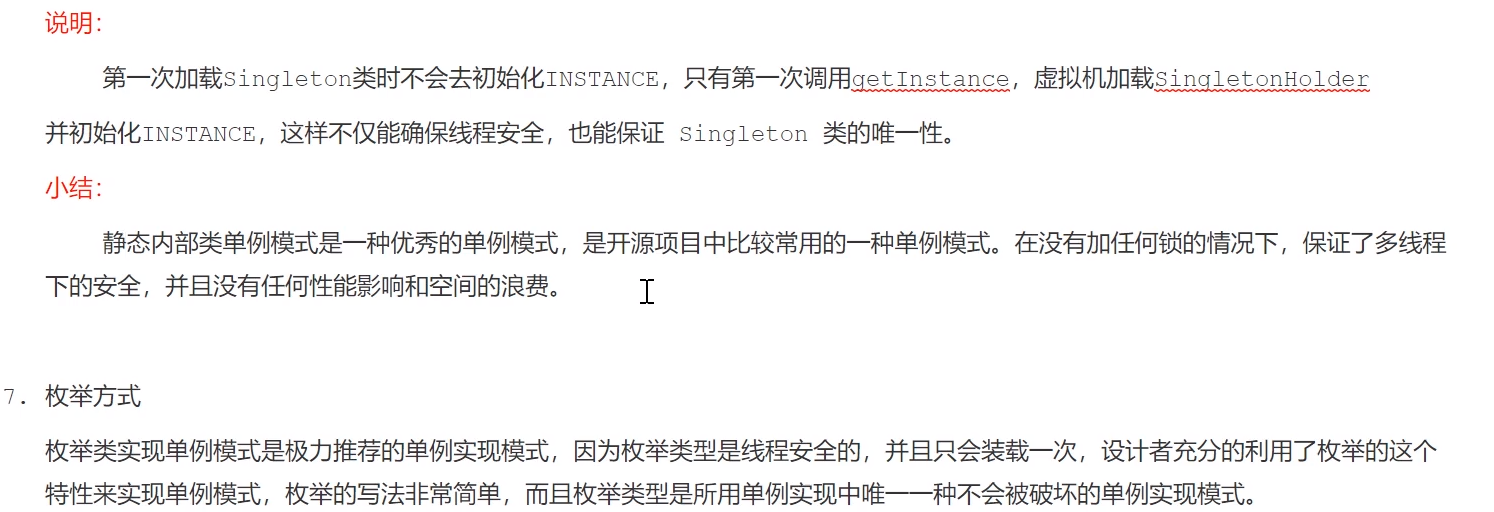 说明：
第一次加载Singleton类时不会去初始化INSTANCE，只有第一次调用getInstance，虚拟机加载SingletonHolder
并初始化INSTANCE，这样不仅能确保线程安全，也能保证 Singleton 类的唯一性。
小结：
静态内部类单例模式是一种优秀的单例模式，是开源项目中比较常用的一种单例模式。在没有加任何锁的情况下，保证了多线程
下的安全，并且没有任何性能影响和空间的浪费。
7. 枚举方式
枚举类实现单例模式是极力推荐的单例实现模式，因为枚举类型是线程安全的，并且只会装载一次，设计者充分的利用了枚举的这个
特性来实现单例模式，枚举的写法非常简单，而且枚举类型是所用单例实现中唯一一种不会被破坏的单例实现模式。